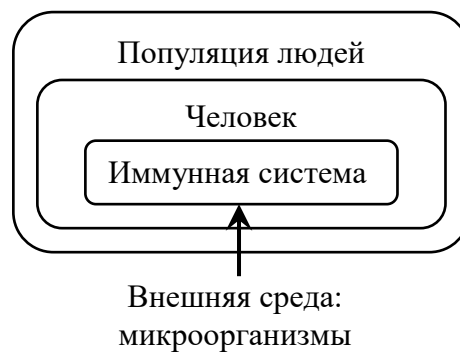 Популяция людей
Человек
Иммунная система
Внешняя среда:
микроорганизмы